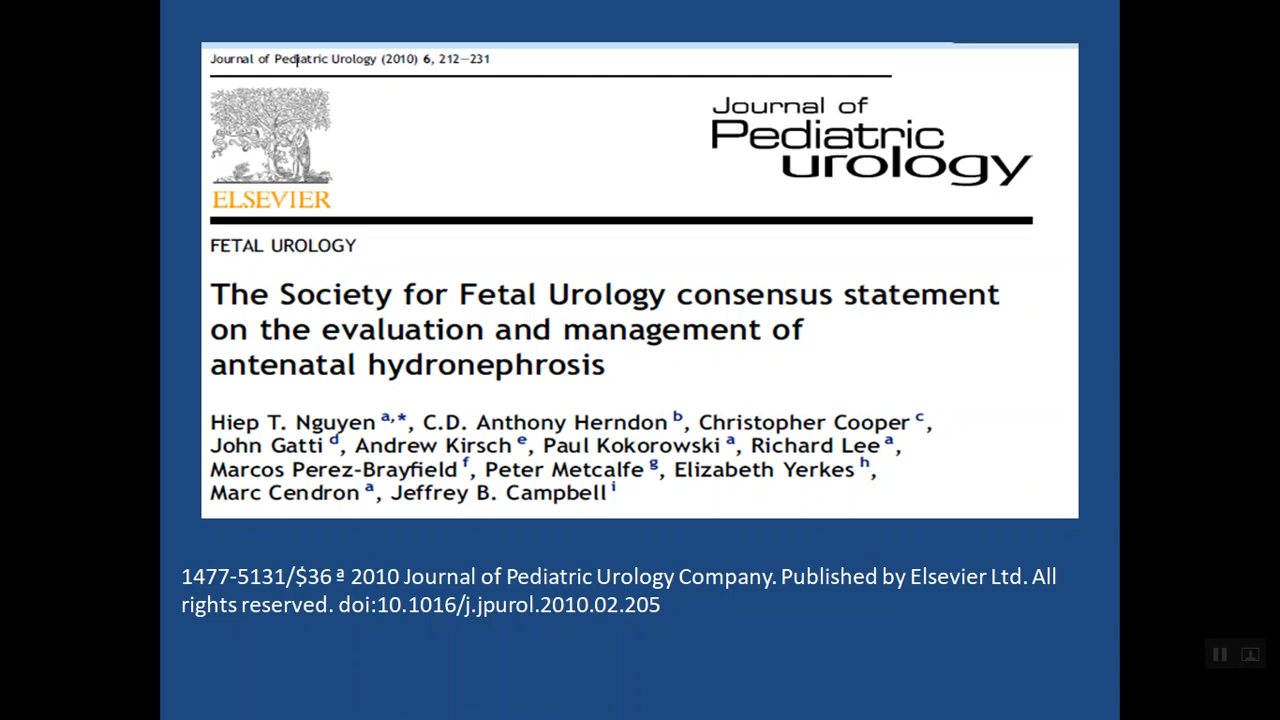 Journal of Pediatric Urology (2010) 6, 212–231
ELSEVIER
Journal of
Pediatric
urology
FETAL UROLOGY
The Society for Fetal Urology consensus statement
on the evaluation and management of
antenatal hydronephrosis
Hiep T. Nguyen a,*, C.D. Anthony Herndon b, Christopher Cooper c,
John Gatti d, Andrew Kirsch e, Paul Kokorowski a, Richard Lee a,
Marcos Perez-Brayfield f, Peter Metcalfe g, Elizabeth Yerkes h,
Marc Cendron a, Jeffrey B. Campbell i
1477-5131/$36 ª 2010 Journal of Pediatric Urology Company. Published by Elsevier Ltd. All
rights reserved. doi:10.1016/j.jpurol.2010.02.205